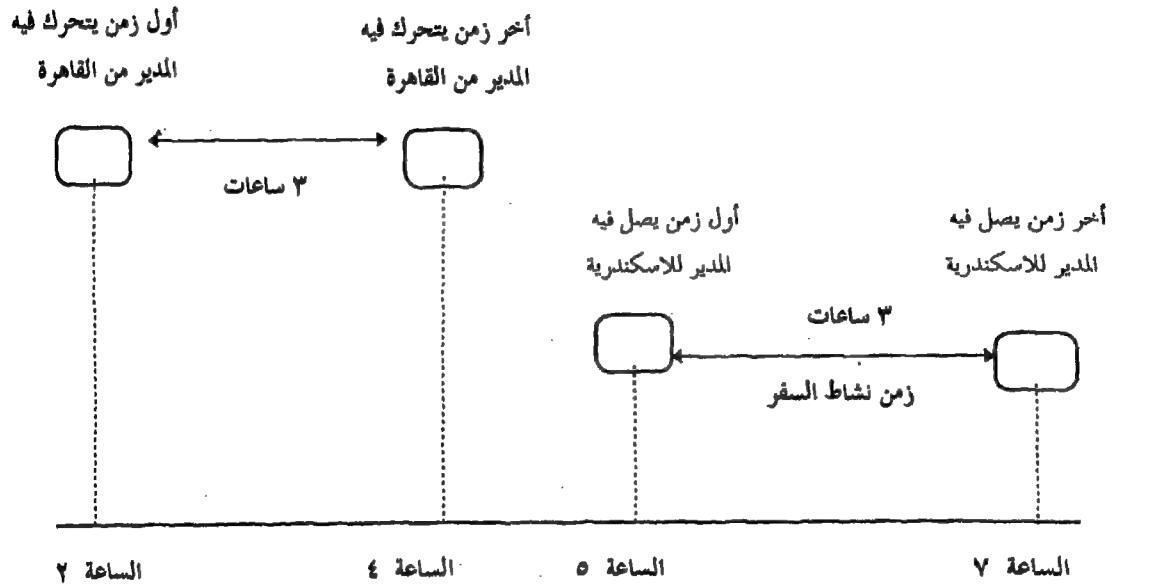 أول زمن يتحرك فيه
المدير من القاهرة
أخر زمن يتحرك فيه
المدير من القاهرة
٣ ساعات
أول زمن يصل فيه
المدير للاسكندرية
أخر زمن يصل فيه
المدير للاسكندرية
٣ ساعات
زمن نشاط السفر
الساعة ٢
الساعة ٤
الساعة ٥
الساعة ٧